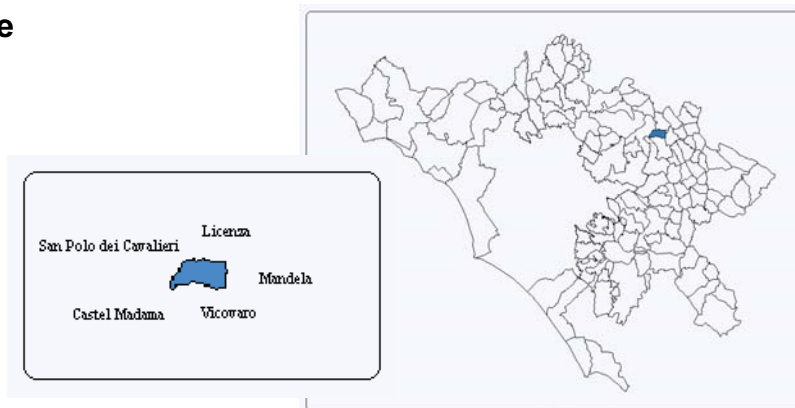 e
Licenza
San Polo dei Cavalieri
Mandela
Castel Madama
Vicovaro